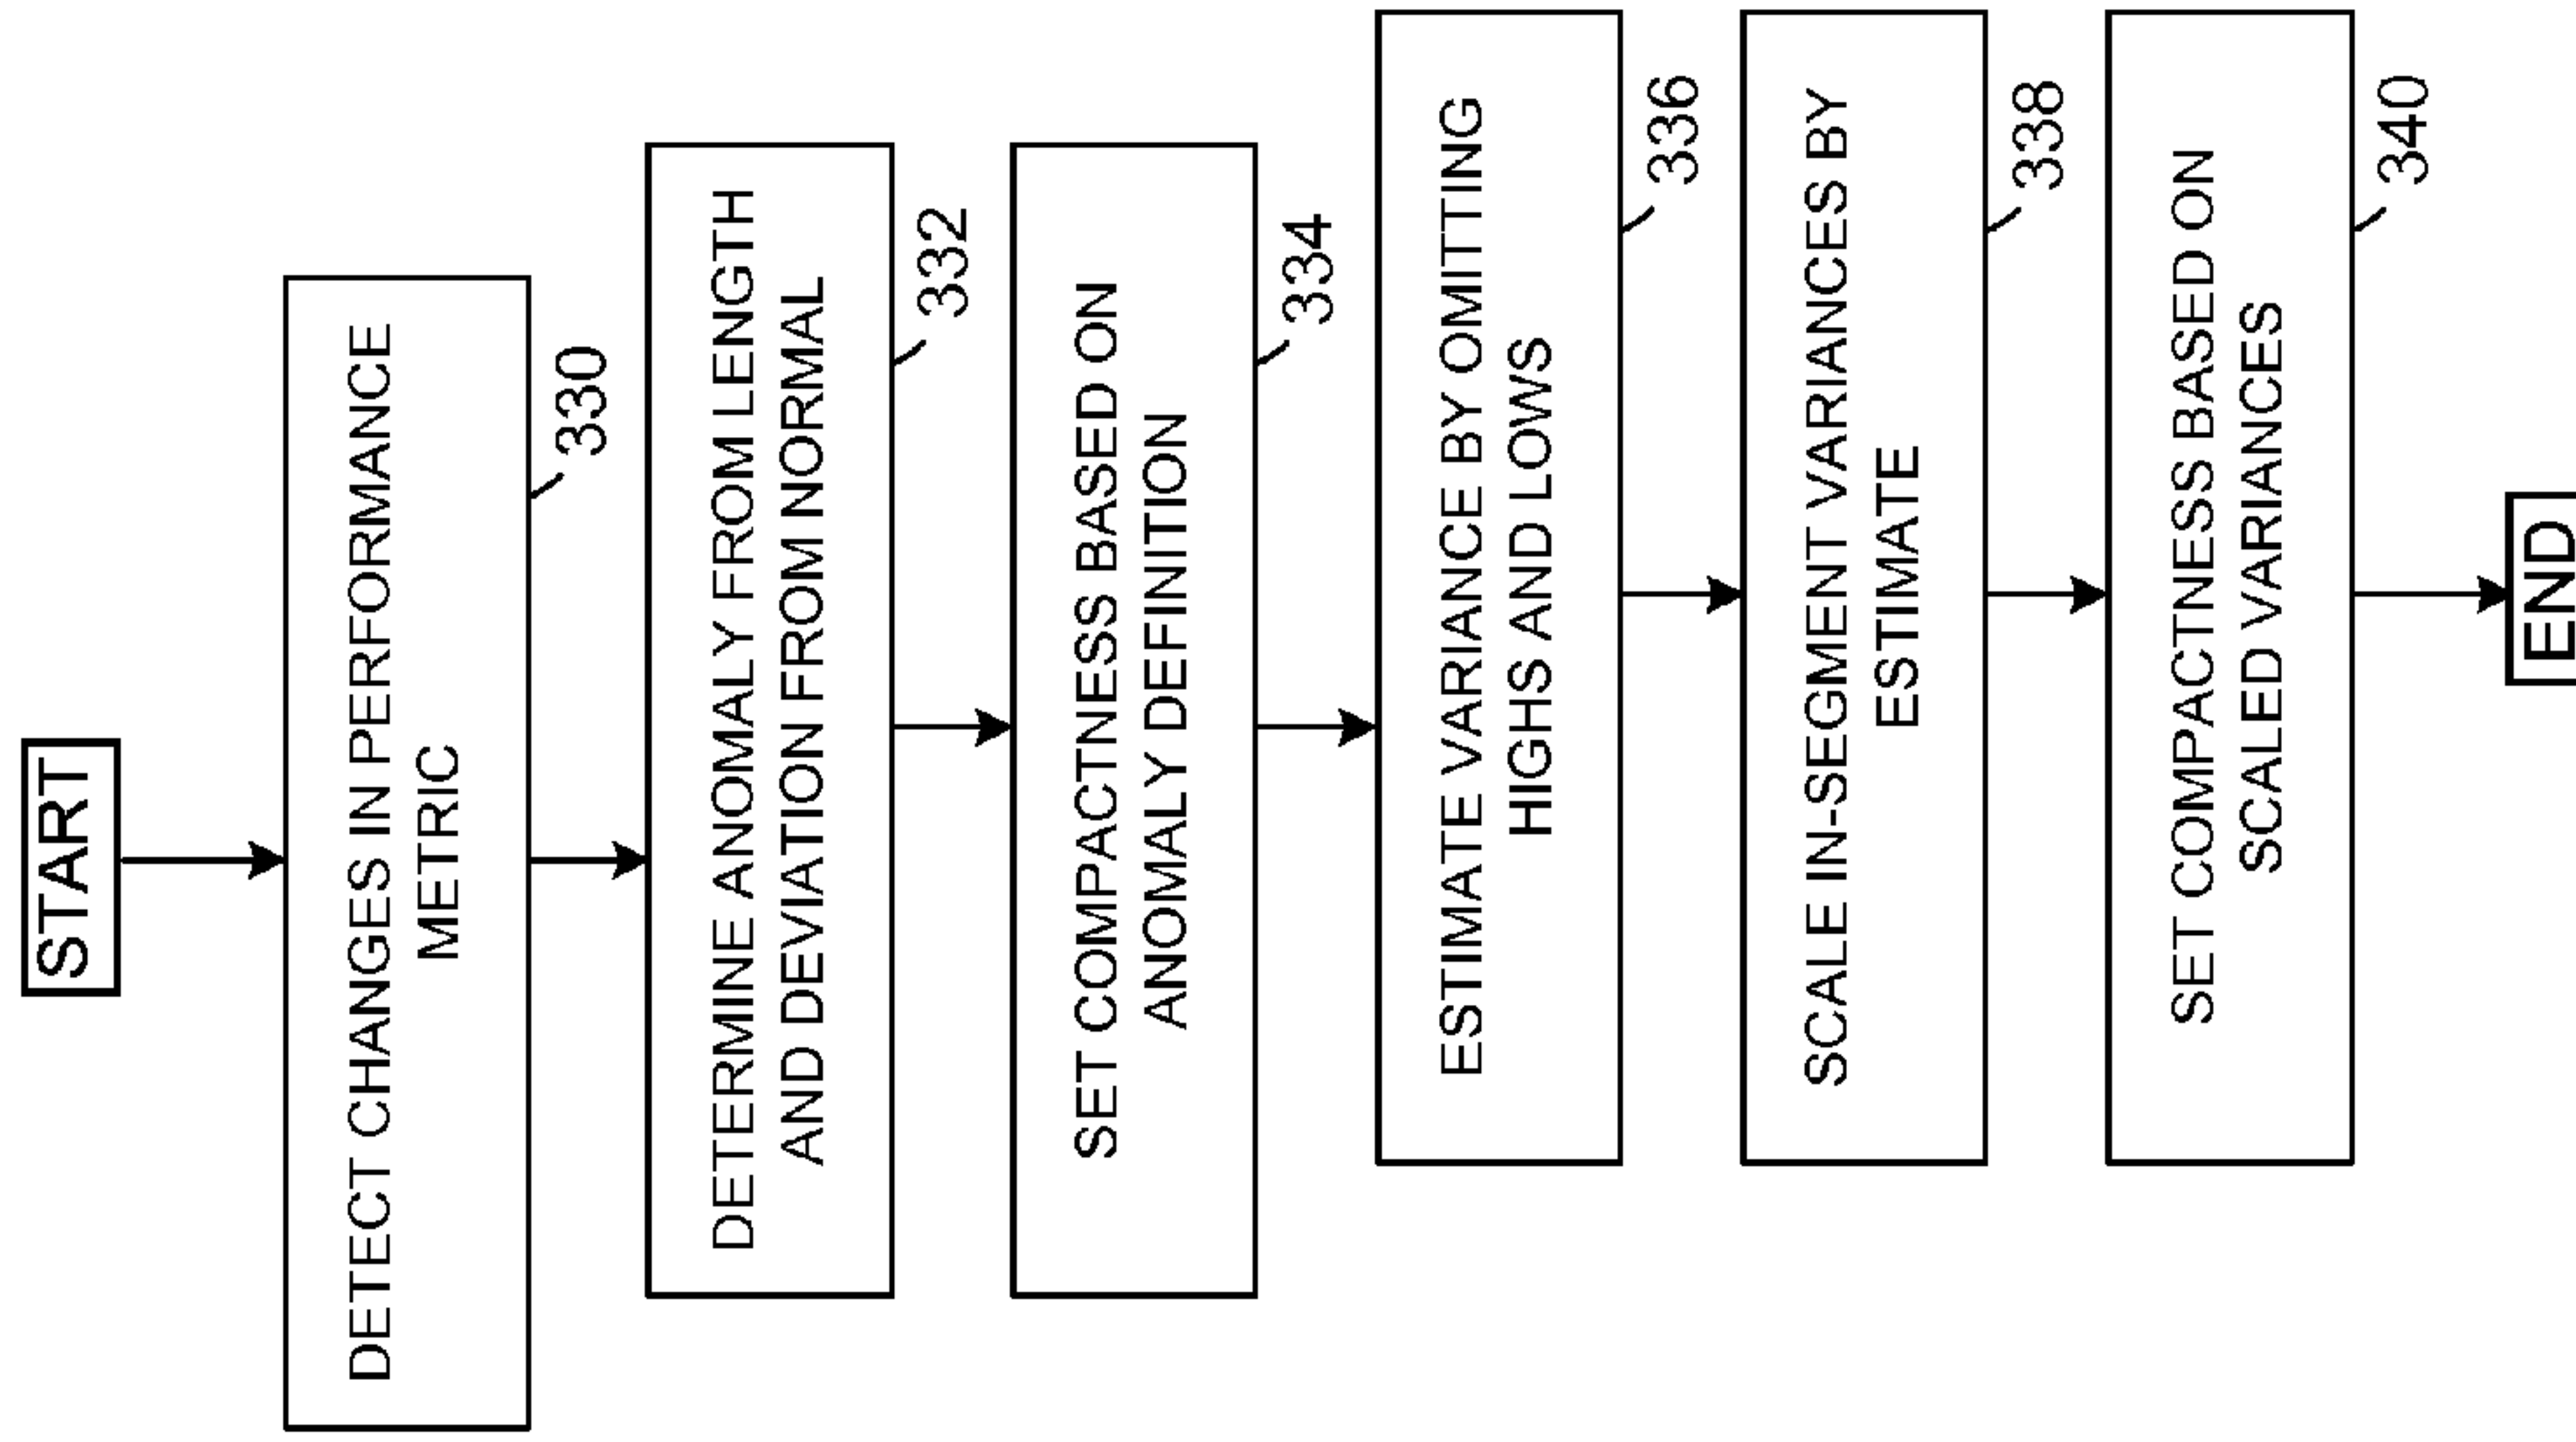 START
DETECT CHANGES IN PERFORMANCE
METRIC
330
DETERMINE ANOMALY FROM LENGTH
AND DEVIATION FROM NORMAL
332
SET COMPACTNESS BASED ON
ANOMALY DEFINITION
334
ESTIMATE VARIANCE BY OMITTING
HIGHS AND LOWS
336
SCALE IN-SEGMENT VARIANCES BY
ESTIMATE
338
SET COMPACTNESS BASED ON
SCALED VARIANCES
340
END